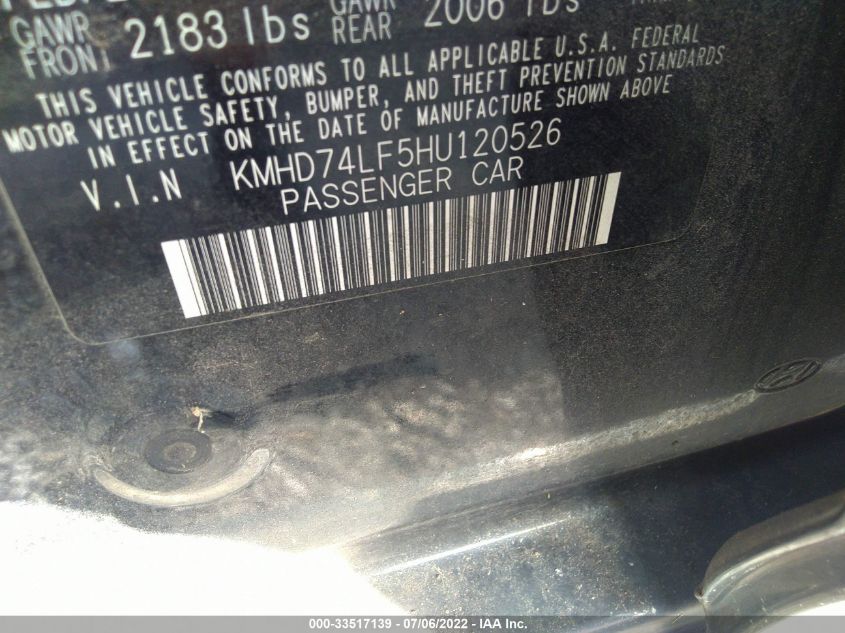 GAWR FRONT 2183 lbs GAWR REAR 2006 lbs
THIS VEHICLE CONFORMS TO ALL APPLICABLE U.S.A. FEDERAL
MOTOR VEHICLE SAFETY, BUMPER, AND THEFT PREVENTION STANDARDS
IN EFFECT ON THE DATE OF MANUFACTURE SHOWN ABOVE
V.I.N KMHD74LF5HU120526
PASSENGER CAR
000-33517139 - 07/06/2022 - IAA Inc.